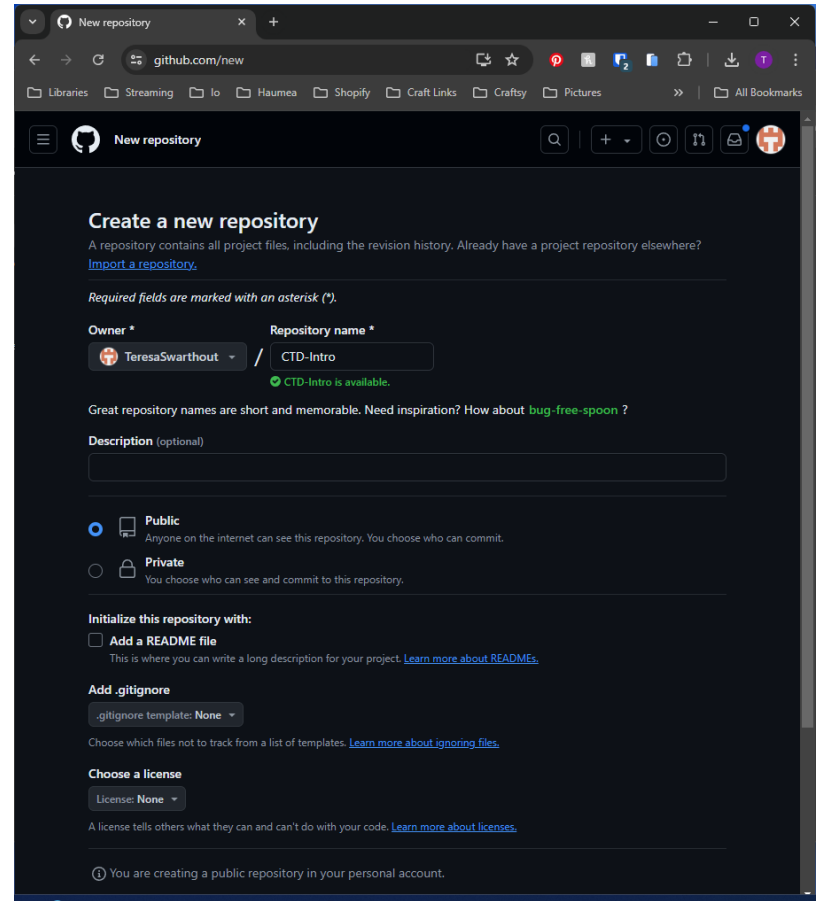 New repository
github.com/new
2
T
Libraries
Streaming
Io
Haumea
Shopify
Craft Links
Craftsy
Pictures
»
All Bookmarks
New repository
Create a new repository
A repository contains all project files, including the revision history. Already have a project repository elsewhere?
Import a repository.
Required fields are marked with an asterisk (*).
Owner *
Repository name *
TeresaSwarthout
/
CTD-Intro
CTD-Intro is available.
Great repository names are short and memorable. Need inspiration? How about bug-free-spoon ?
Description (optional)
Public
Anyone on the internet can see this repository. You choose who can commit.
Private
You choose who can see and commit to this repository.
Initialize this repository with:
Add a README file
This is where you can write a long description for your project. Learn more about READMEs.
Add .gitignore
.gitignore template: None
Choose which files not to track from a list of templates. Learn more about ignoring files.
Choose a license
License: None
A license tells others what they can and can't do with your code. Learn more about licenses.
You are creating a public repository in your personal account.